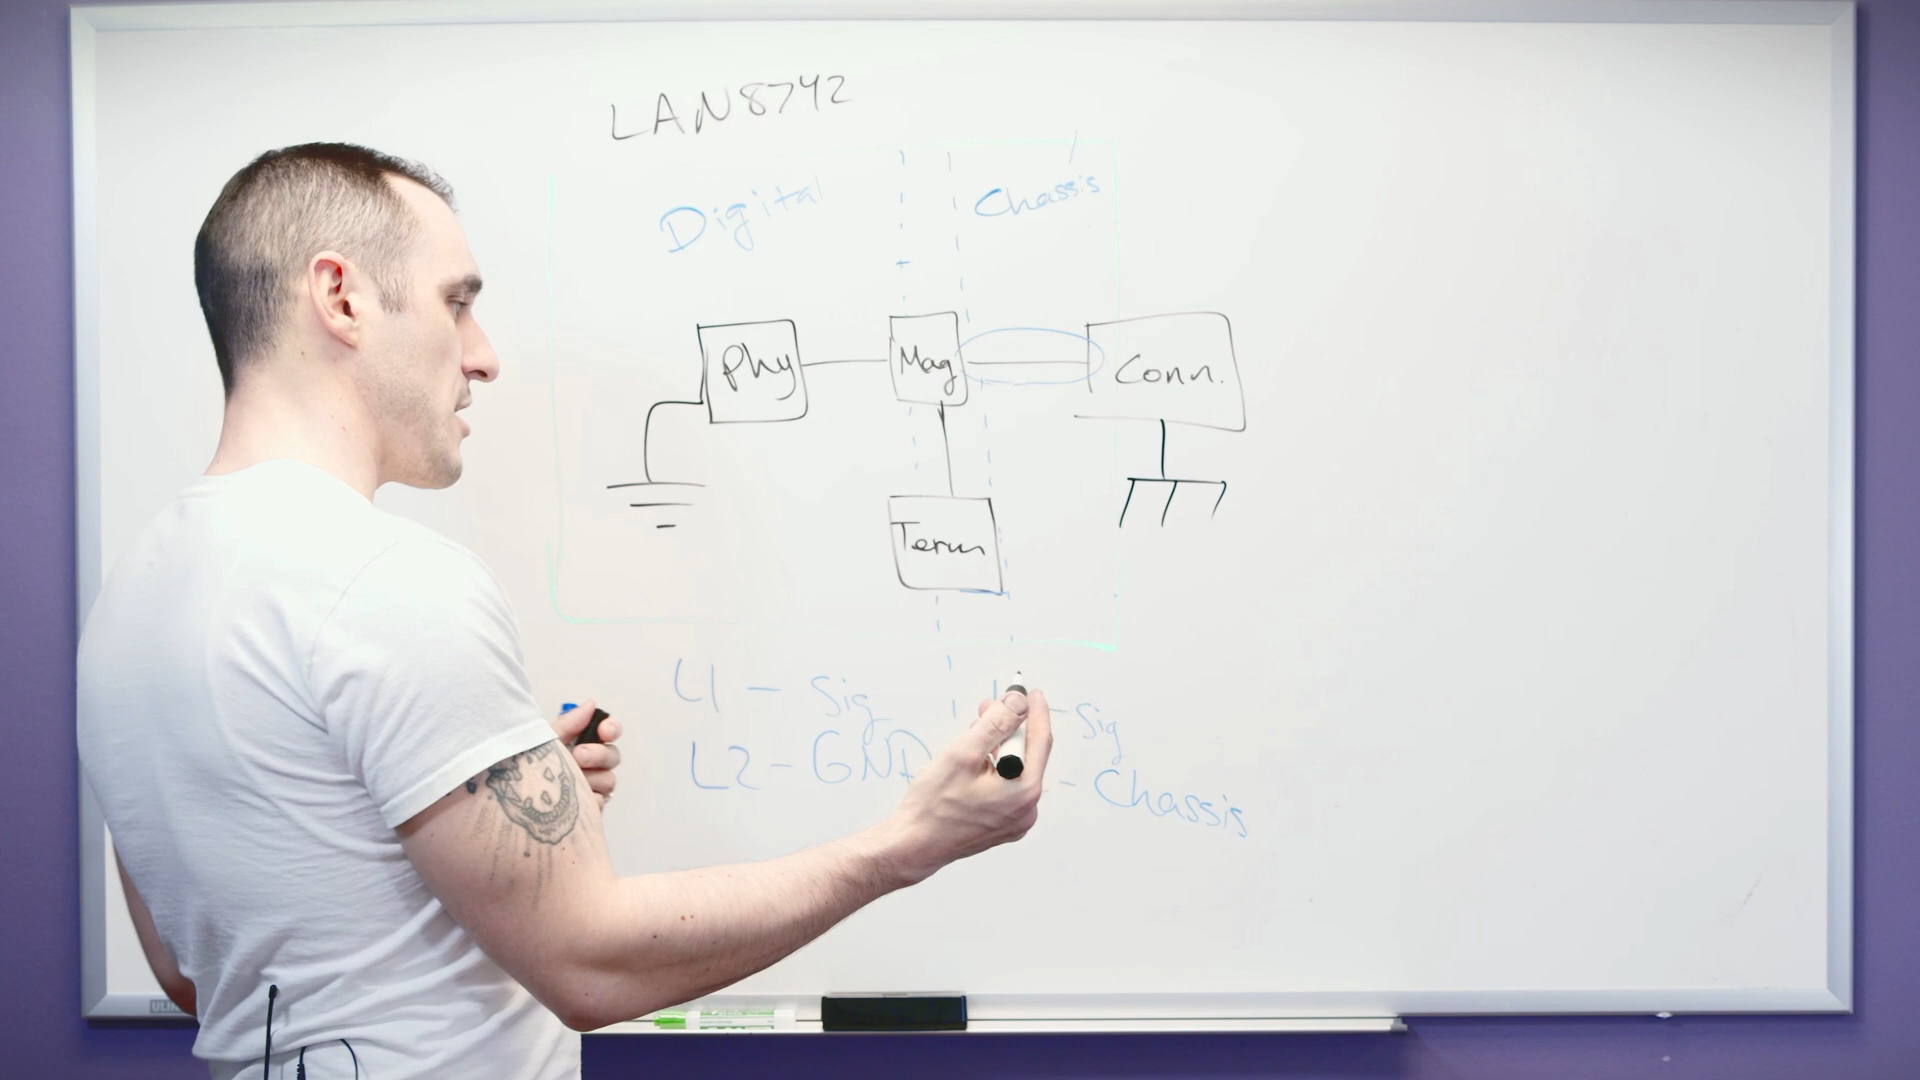 LAN8742
Digital
Chassis
Phy
Mag
Conn.
Term
L1 - Sig
- Sig
L2 - GND
- Chassis